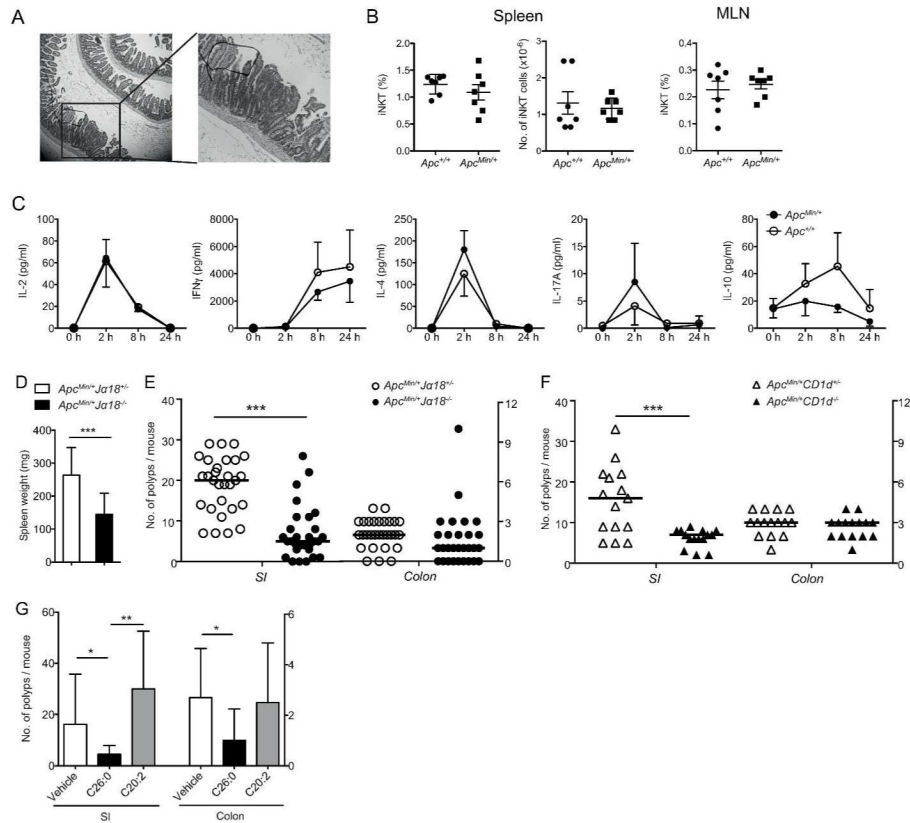 A
B
Spleen
MLN
iNKT (%)
1.5
1.0
0.5
0.0
Apc+/+
ApcMin/+
No. of iNKT cells (x10-6)
3
2
1
0
Apc+/+
ApcMin/+
iNKT (%)
0.4
0.3
0.2
0.1
0.0
Apc+/+
ApcMin/+
C
IL-2 (pg/ml)
100
80
60
40
20
0
0 h 2 h 8 h 24 h
IFNγ (pg/ml)
8000
6000
4000
2000
0
0 h 2 h 8 h 24 h
IL-4 (pg/ml)
250
200
150
100
50
0
0 h 2 h 8 h 24 h
IL-17A (pg/ml)
20
15
10
5
0
0 h 2 h 8 h 24 h
IL-10 (pg/ml)
80
60
40
20
0
0 h 2 h 8 h 24 h
ApcMin/+
Apc+/+
D
ApcMin/+Jα18+/-
ApcMin/+Jα18-/-
Spleen weight (mg)
400
300
200
100
0
***
E
ApcMin/+Jα18+/-
ApcMin/+Jα18-/-
No. of polyps / mouse
40
30
20
10
0
***
12
9
6
3
0
SI
Colon
F
ApcMin/+CD1d+/-
ApcMin/+CD1d-/-
No. of polyps / mouse
40
30
20
10
0
***
12
9
6
3
0
SI
Colon
G
No. of polyps / mouse
60
40
20
0
*
**
*
6
4
2
0
Vehicle
C26:0
C20:2
Vehicle
C26:0
C20:2
SI
Colon